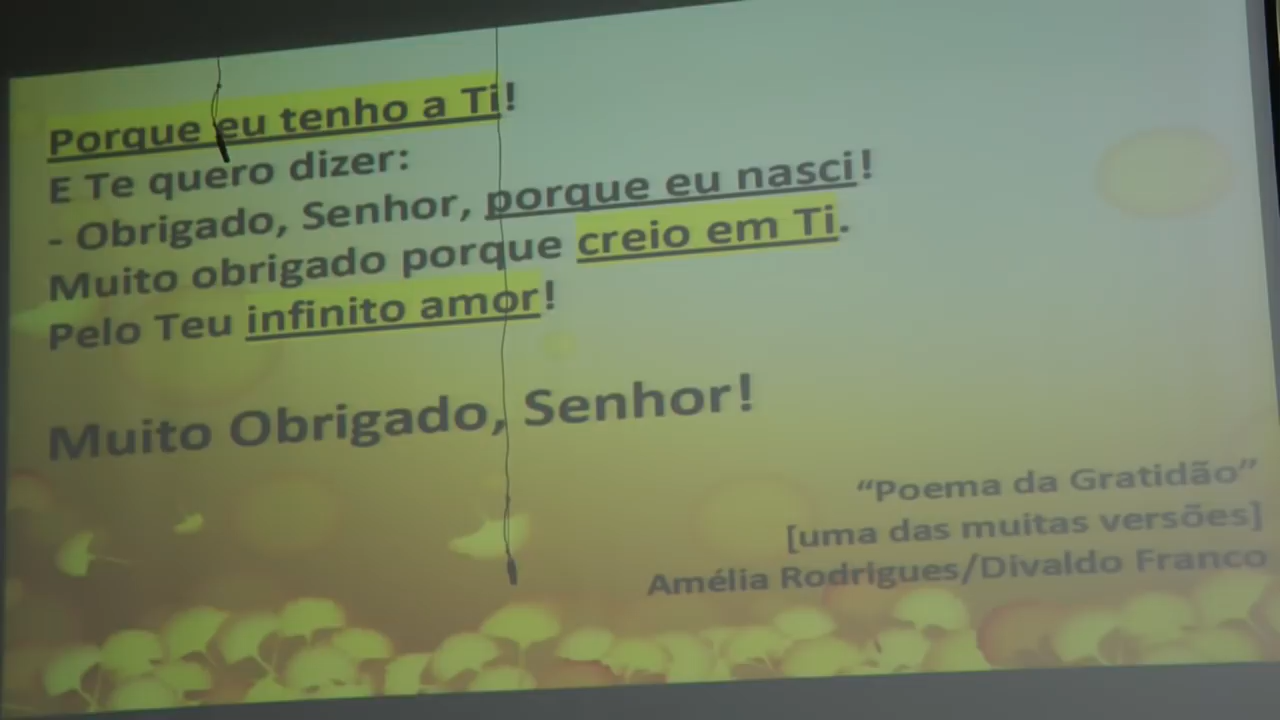 Porque eu tenho a Ti!
E Te quero dizer:
- Obrigado, Senhor, porque eu nasci!
Muito obrigado porque creio em Ti.
Pelo Teu infinito amor!
Muito Obrigado, Senhor!
“Poema da Gratidão”
[uma das muitas versões]
Amélia Rodrigues/Divaldo Franco